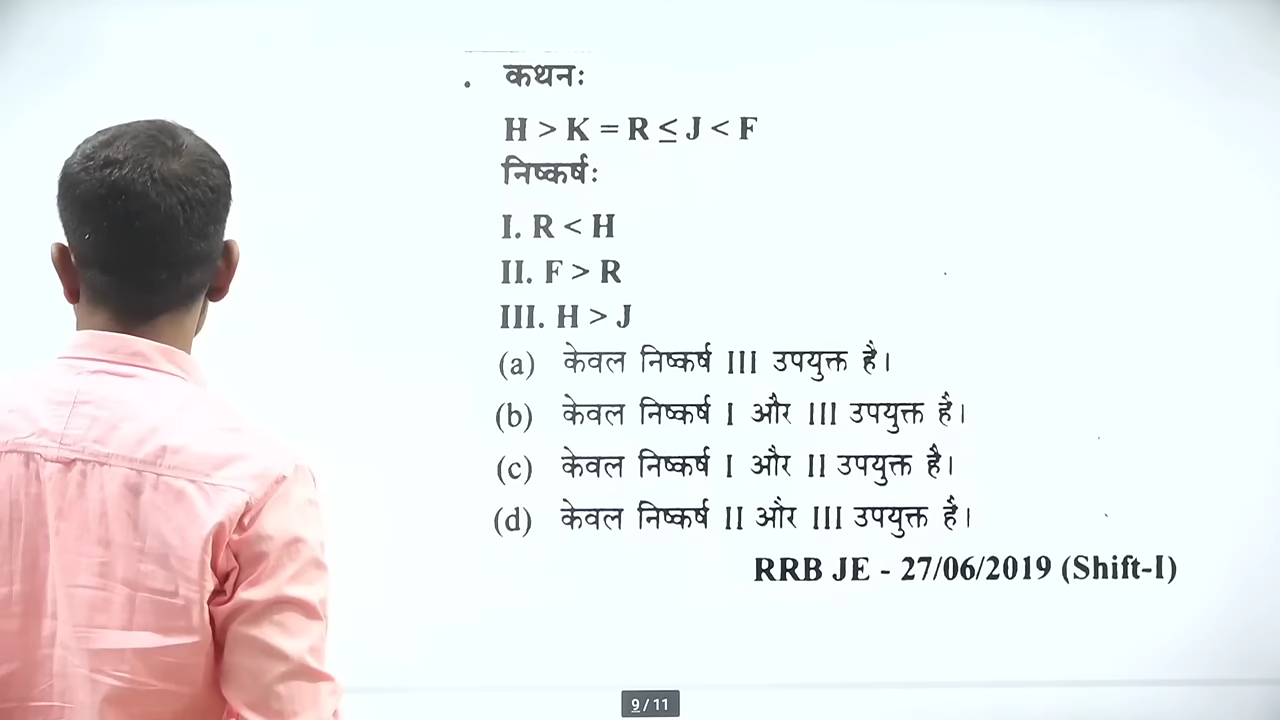 . कथनः
H > K = R ≤ J < F
निष्कर्षः
I. R < H
II. F > R
III. H > J
(a) केवल निष्कर्ष III उपयुक्त है।
(b) केवल निष्कर्ष I और III उपयुक्त है।
(c) केवल निष्कर्ष I और II उपयुक्त है।
(d) केवल निष्कर्ष II और III उपयुक्त है।
RRB JE - 27/06/2019 (Shift-I)
9 / 11